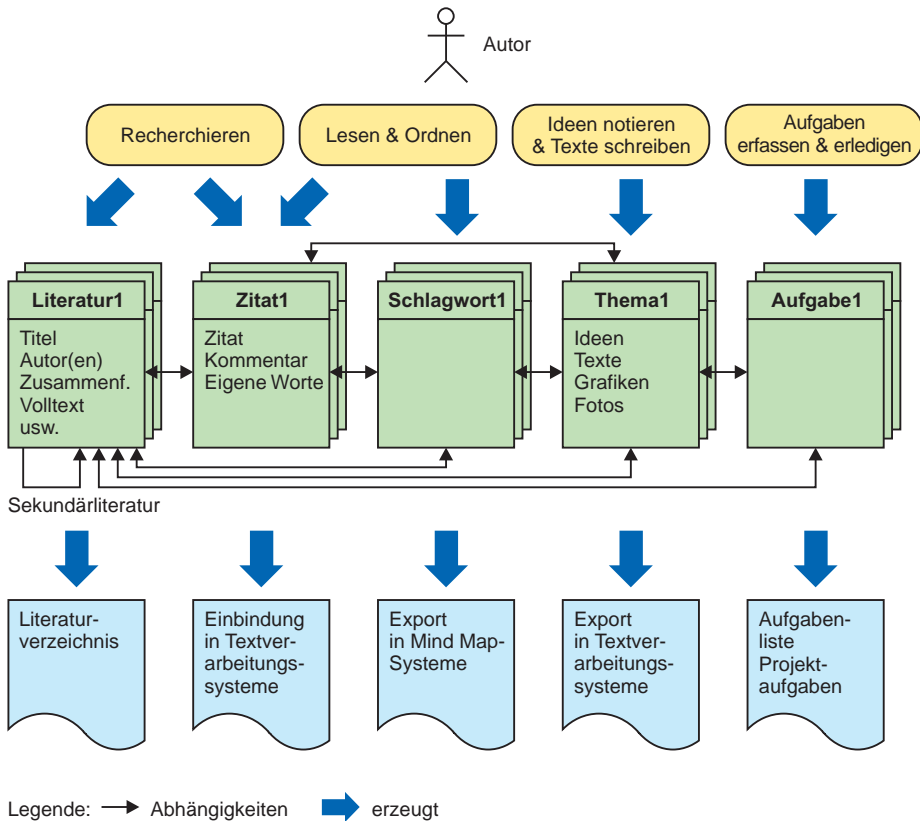 Autor
Recherchieren
Lesen & Ordnen
Ideen notieren
& Texte schreiben
Aufgaben
erfassen & erledigen
Literatur1
Titel
Autor(en)
Zusammenf.
Volltext
usw.
Zitat1
Zitat
Kommentar
Eigene Worte
Schlagwort1
Thema1
Ideen
Texte
Grafiken
Fotos
Aufgabe1
Sekundärliteratur
Literatur-
verzeichnis
Einbindung
in Textver-
arbeitungs-
systeme
Export
in Mind Map-
Systeme
Export
in Textver-
arbeitungs-
systeme
Aufgaben-
liste
Projekt-
aufgaben
Legende: Abhängigkeiten erzeugt